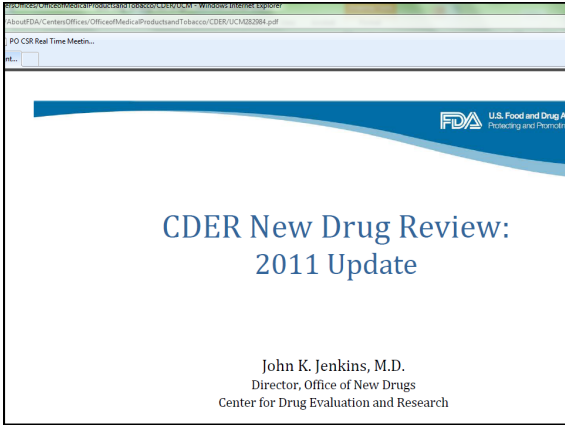 ersOffices/OfficeofMedicalProductsandTobacco/CDER/UCM - Windows Internet Explorer
/AboutFDA/CentersOffices/OfficeofMedicalProductsandTobacco/CDER/UCM282984.pdf
PO CSR Real Time Meetin...
nt...
FDA U.S. Food and Drug A
Protecting and Promotin
CDER New Drug Review:
2011 Update
John K. Jenkins, M.D.
Director, Office of New Drugs
Center for Drug Evaluation and Research